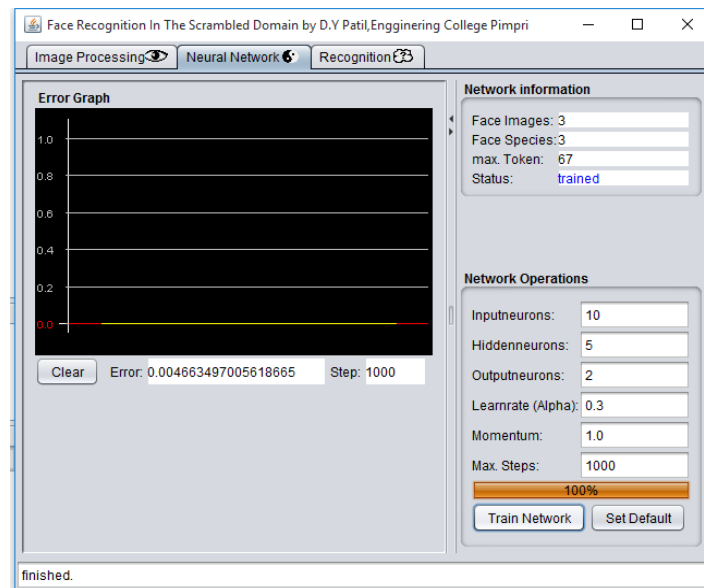 Face Recognition In The Scrambled Domain by D.Y Patil,Engginering College Pimpri
Image Processing
Neural Network
Recognition
Error Graph
1.0
0.8
0.6
0.4
0.2
0.0
Clear
Error: 0.004663497005618665
Step: 1000
Network information
Face Images: 3
Face Species: 3
max. Token: 67
Status: trained
Network Operations
Inputneurons: 10
Hiddenneurons: 5
Outputneurons: 2
Learnrate (Alpha): 0.3
Momentum: 1.0
Max. Steps: 1000
100%
Train Network
Set Default
finished.